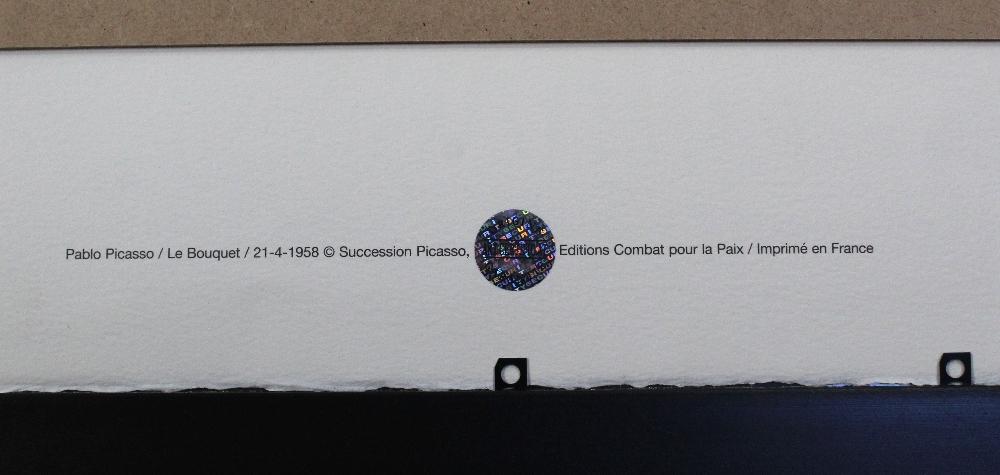 Pablo Picasso / Le Bouquet / 21-4-1958 © Succession Picasso, Editions Combat pour la Paix / Imprimé en France